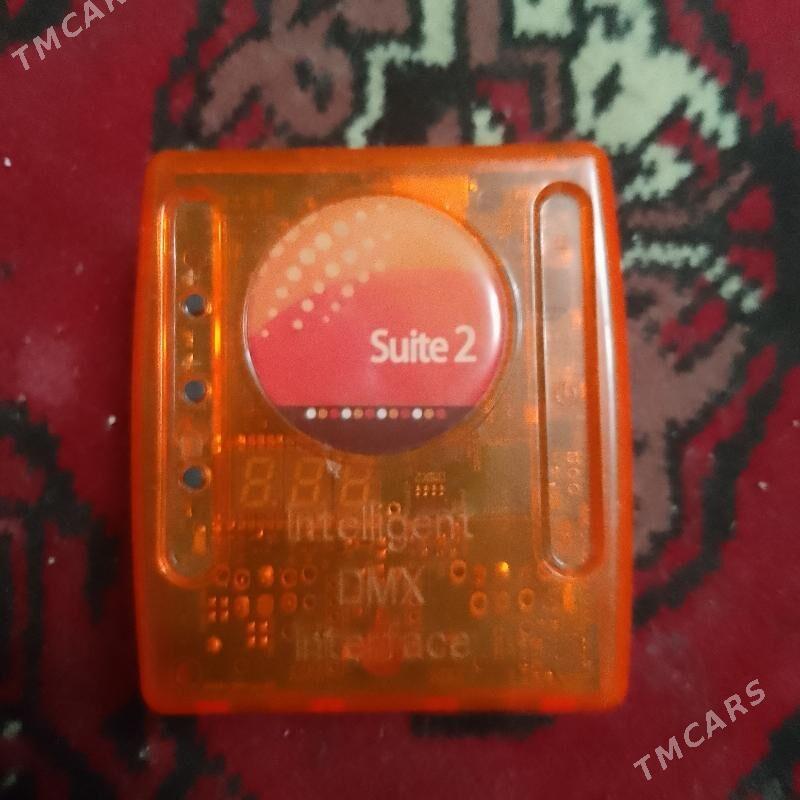 TMCARS
Suite 2
Intelligent
DMX
Interface
TMCARS